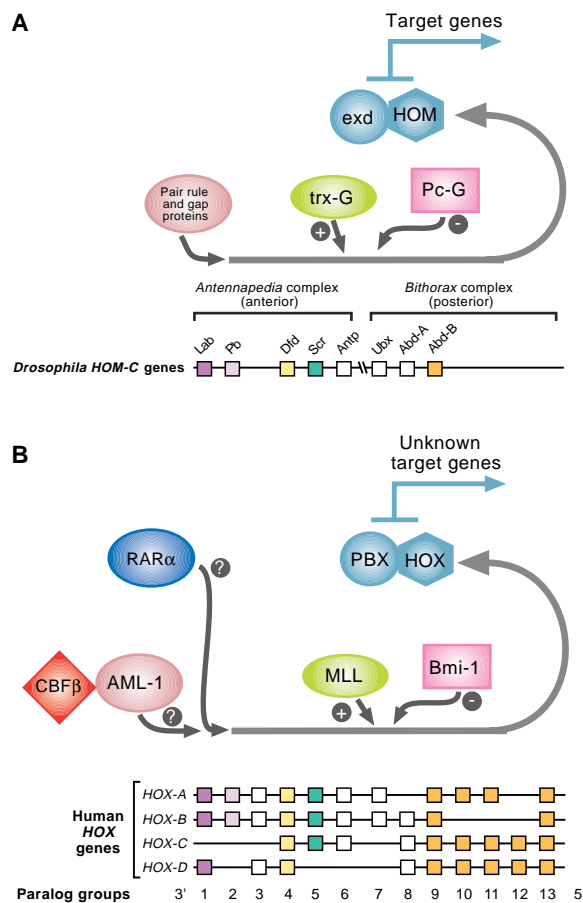 A
Target genes
exd
HOM
Pair rule
and gap
proteins
trx-G
Pc-G
+
-
Antennapedia complex
(anterior)
Bithorax complex
(posterior)
Lab
Pb
Dfd
Scr
Antp
Ubx
Abd-A
Abd-B
Drosophila HOM-C genes
B
Unknown
target genes
RARα
?
PBX
HOX
CBFβ
AML-1
?
MLL
+
Bmi-1
-
Human
HOX
genes
HOX-A
HOX-B
HOX-C
HOX-D
Paralog groups 3' 1 2 3 4 5 6 7 8 9 10 11 12 13 5